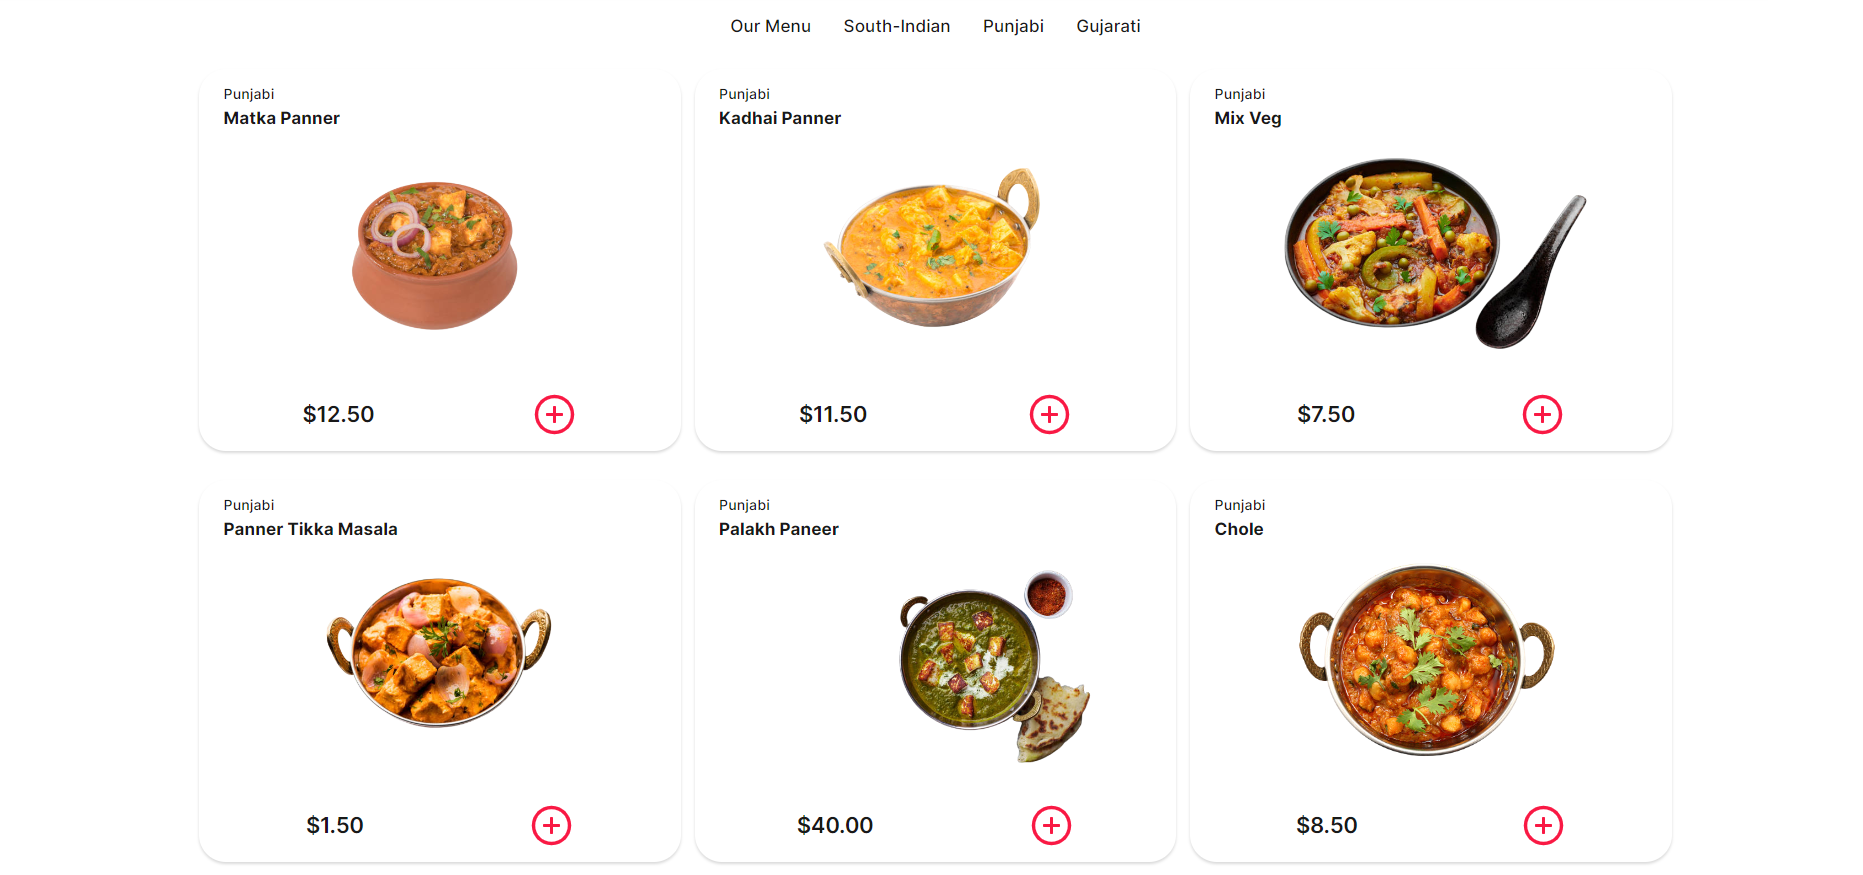 Our Menu South-Indian Punjabi Gujarati
Punjabi
Matka Panner
$12.50
Punjabi
Kadhai Panner
$11.50
Punjabi
Mix Veg
$7.50
Punjabi
Panner Tikka Masala
$1.50
Punjabi
Palakh Paneer
$40.00
Punjabi
Chole
$8.50